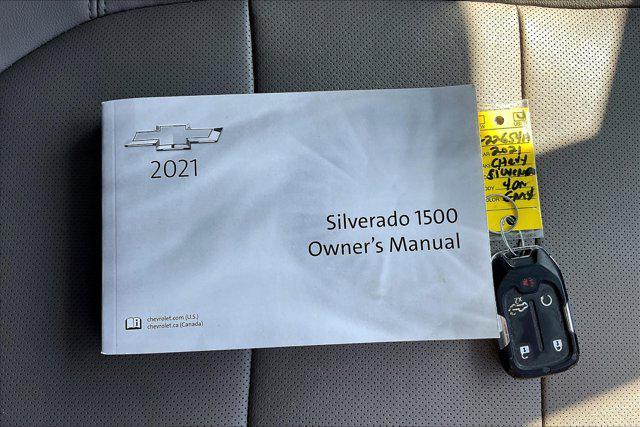 2021
Silverado 1500
Owner's Manual
chevrolet.com (U.S.)
chevrolet.ca (Canada)
2021
Chevy